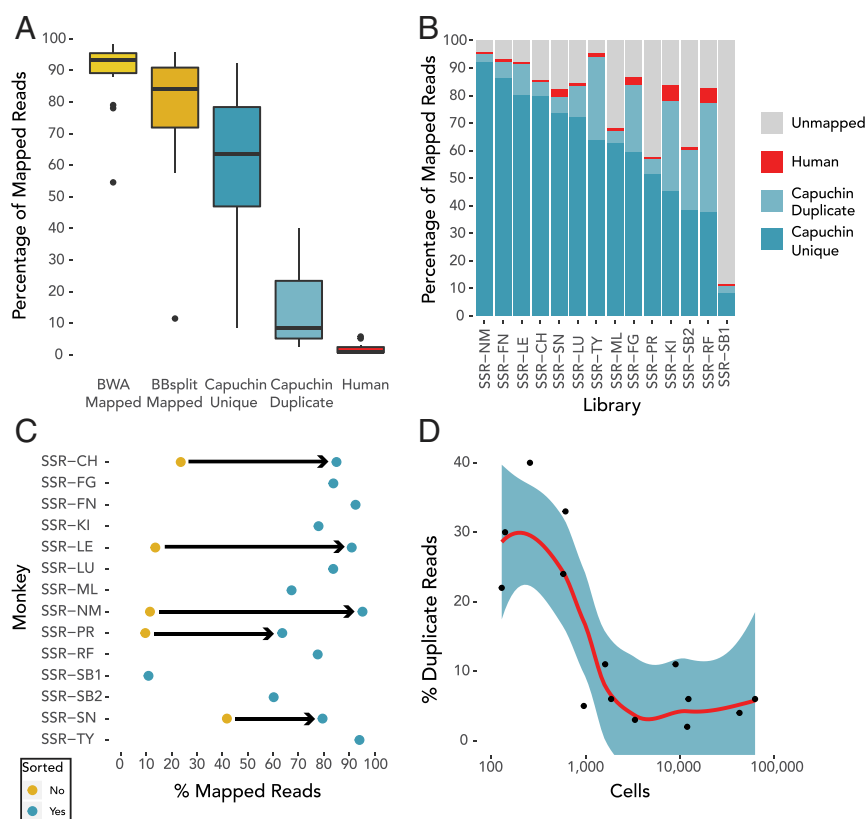 A
Percentage of Mapped Reads
100
90
80
70
60
50
40
30
20
10
0
BWA
Mapped
BBsplit
Mapped
Capuchin
Unique
Capuchin
Duplicate
Human
B
Percentage of Mapped Reads
100
90
80
70
60
50
40
30
20
10
0
SSR-NM
SSR-FN
SSR-LE
SSR-CH
SSR-SN
SSR-LU
SSR-TY
SSR-ML
SSR-FG
SSR-PR
SSR-KI
SSR-SB2
SSR-RF
SSR-SB1
Library
Unmapped
Human
Capuchin
Duplicate
Capuchin
Unique
C
Monkey
SSR-CH
SSR-FG
SSR-FN
SSR-KI
SSR-LE
SSR-LU
SSR-ML
SSR-NM
SSR-PR
SSR-RF
SSR-SB1
SSR-SB2
SSR-SN
SSR-TY
0 10 20 30 40 50 60 70 80 90 100
% Mapped Reads
Sorted
No
Yes
D
% Duplicate Reads
40
30
20
10
0
100 1,000 10,000 100,000
Cells